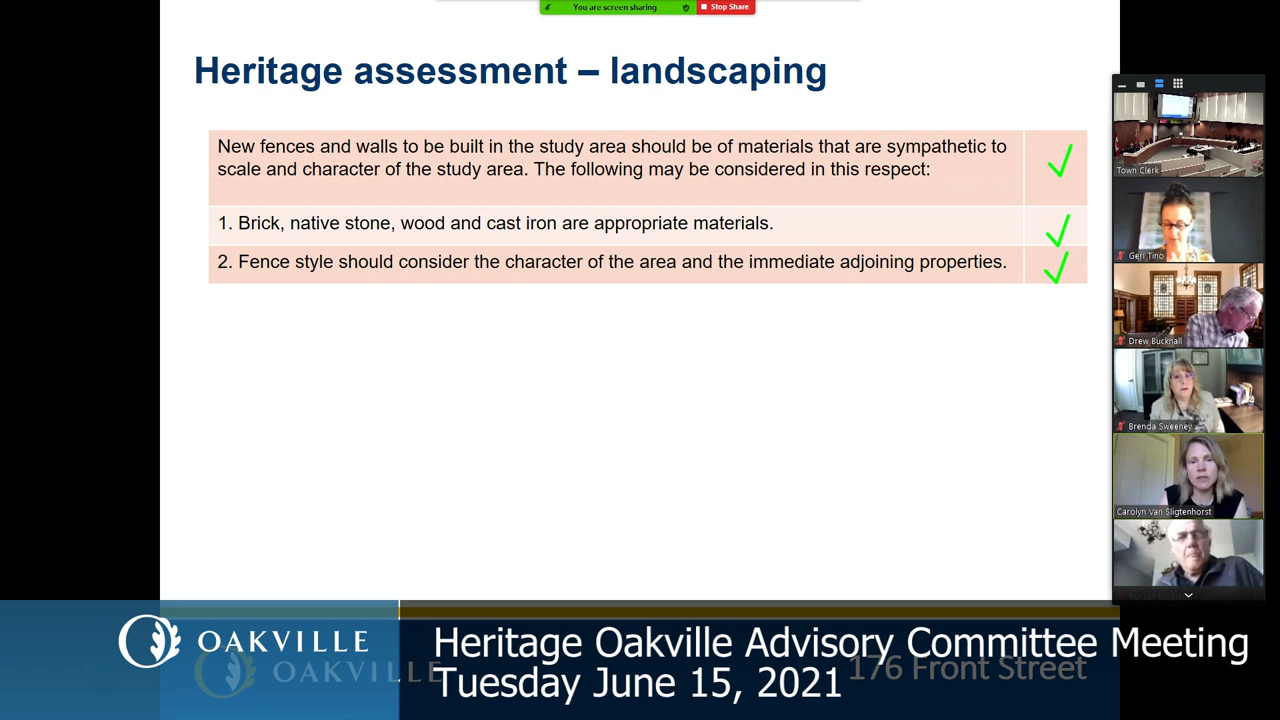 You are screen sharing
Stop Share
Heritage assessment – landscaping
New fences and walls to be built in the study area should be of materials that are sympathetic to
scale and character of the study area. The following may be considered in this respect:
1. Brick, native stone, wood and cast iron are appropriate materials.
2. Fence style should consider the character of the area and the immediate adjoining properties.
Town Clerk
Geri Tino
Drew Bucknall
Brenda Sweeney
Carolyn Van Sligtenhorst
OAKVILLE
Heritage Oakville Advisory Committee Meeting
OAKVILLE
176 Front Street
Tuesday June 15, 2021